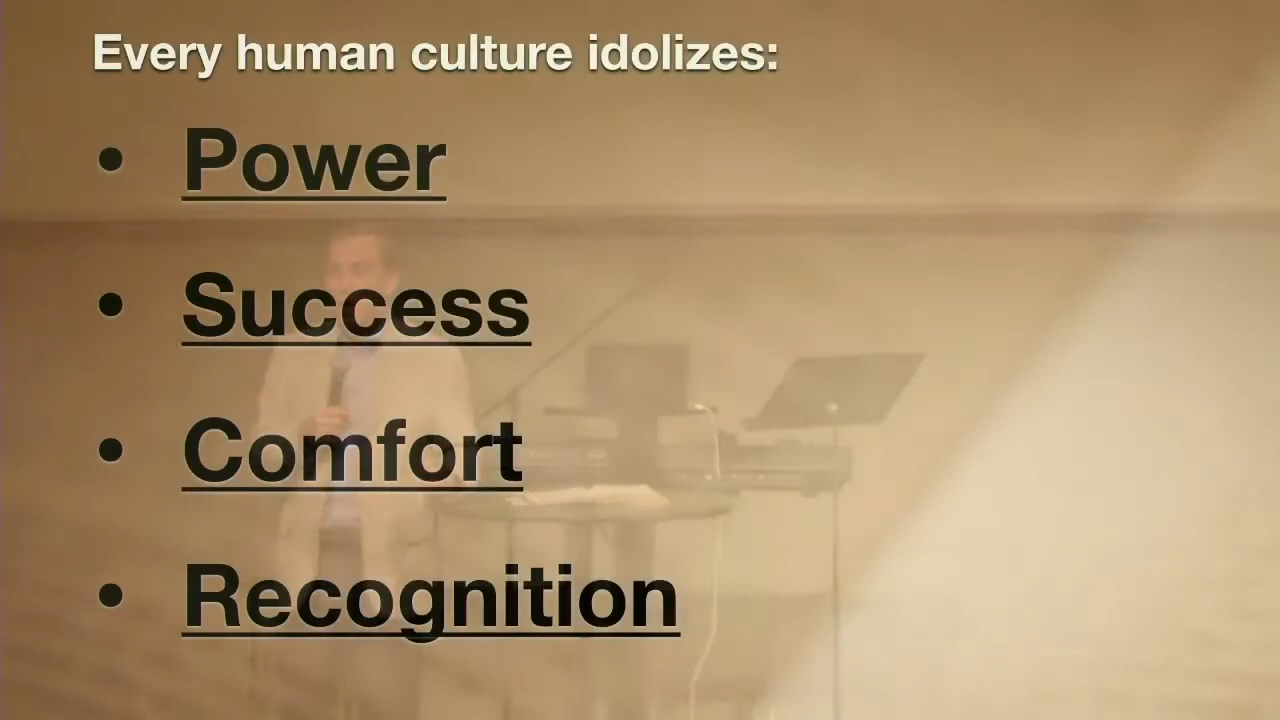 Every human culture idolizes:
• Power
• Success
• Comfort
• Recognition